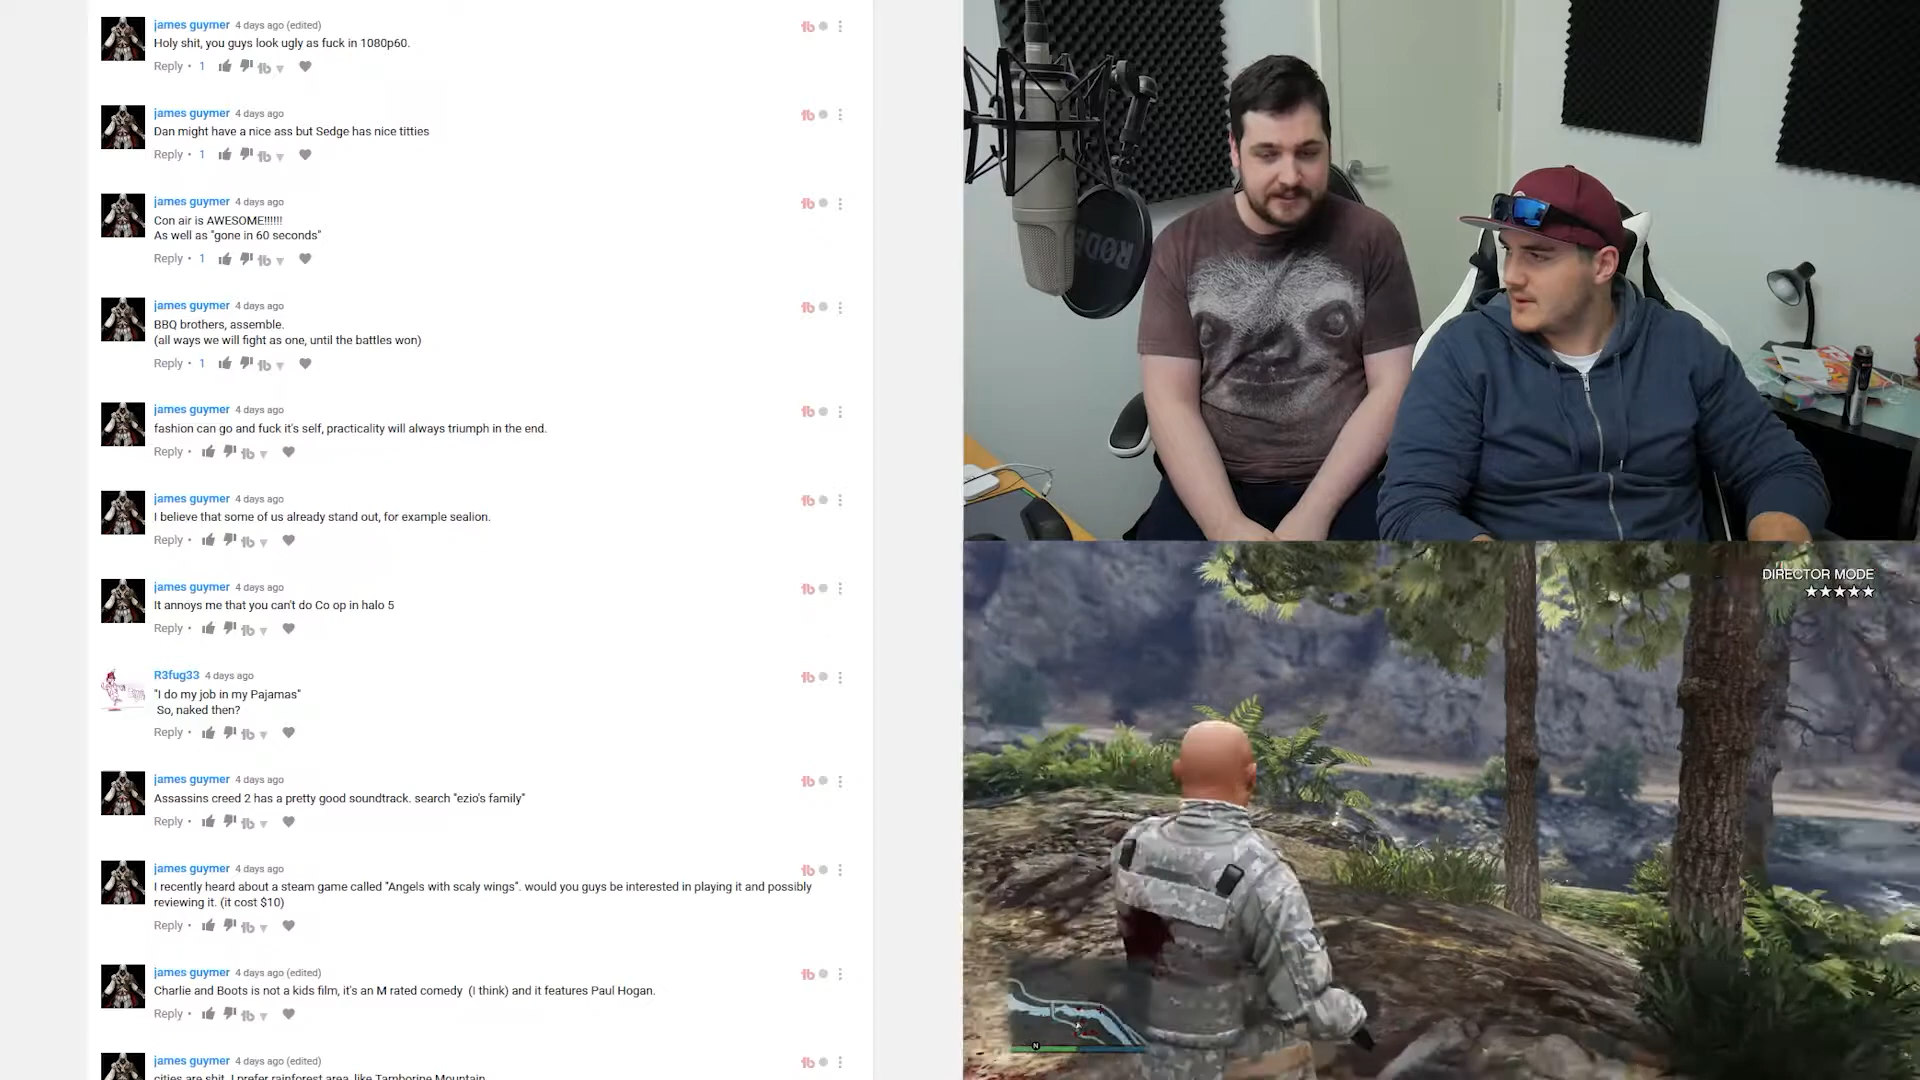 james guymer 4 days ago (edited)
Holy shit, you guys look ugly as fuck in 1080p60.
Reply • 1
james guymer 4 days ago
Dan might have a nice ass but Sedge has nice titties
Reply • 1
james guymer 4 days ago
Con air is AWESOME!!!!!!
As well as "gone in 60 seconds"
Reply • 1
james guymer 4 days ago
BBQ brothers, assemble.
(all ways we will fight as one, until the battles won)
Reply • 1
james guymer 4 days ago
fashion can go and fuck it's self, practicality will always triumph in the end.
Reply •
james guymer 4 days ago
I believe that some of us already stand out, for example sealion.
Reply •
james guymer 4 days ago
It annoys me that you can't do Co op in halo 5
Reply •
R3fug33 4 days ago
"I do my job in my Pajamas"
So, naked then?
Reply •
james guymer 4 days ago
Assassins creed 2 has a pretty good soundtrack. search "ezio's family"
Reply •
james guymer 4 days ago
I recently heard about a steam game called "Angels with scaly wings". would you guys be interested in playing it and possibly
reviewing it. (it cost $10)
Reply •
james guymer 4 days ago (edited)
Charlie and Boots is not a kids film, it's an M rated comedy (I think) and it features Paul Hogan.
Reply •
james guymer 4 days ago (edited)
cities are shit, I prefer rainforest area, like Tamborine Mountain
RØDE
DIRECTOR MODE
N